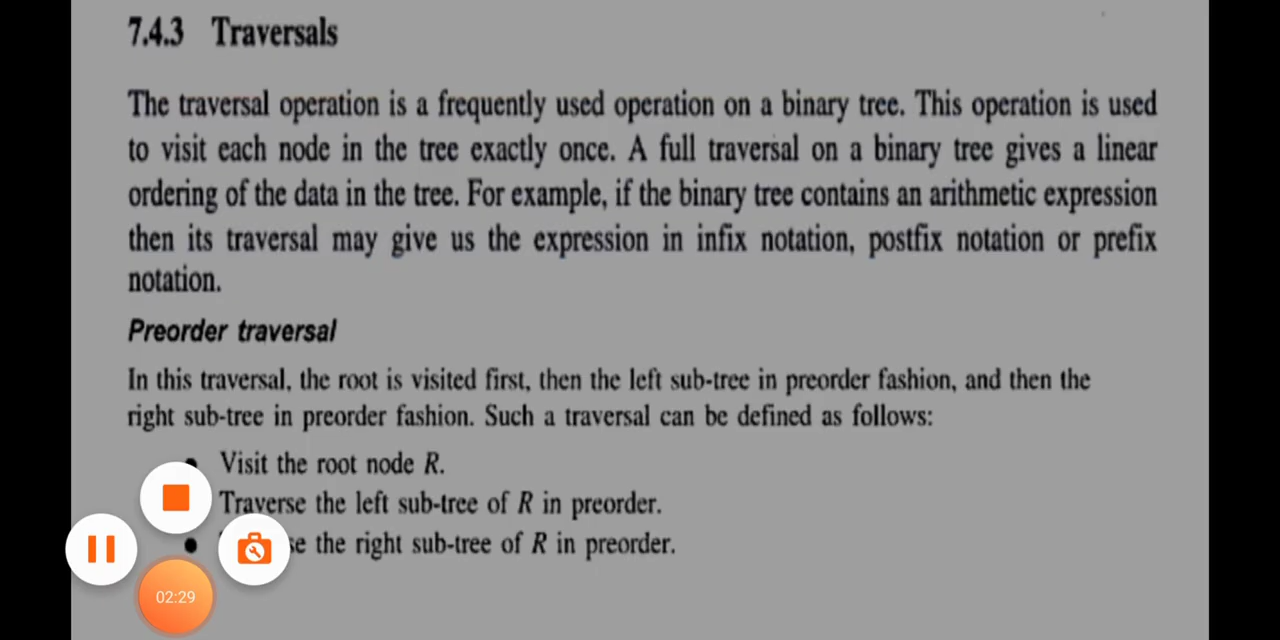 7.4.3 Traversals
The traversal operation is a frequently used operation on a binary tree. This operation is used
to visit each node in the tree exactly once. A full traversal on a binary tree gives a linear
ordering of the data in the tree. For example, if the binary tree contains an arithmetic expression
then its traversal may give us the expression in infix notation, postfix notation or prefix
notation.
Preorder traversal
In this traversal, the root is visited first, then the left sub-tree in preorder fashion, and then the
right sub-tree in preorder fashion. Such a traversal can be defined as follows:
• Visit the root node R.
Traverse the left sub-tree of R in preorder.
• se the right sub-tree of R in preorder.
02:29